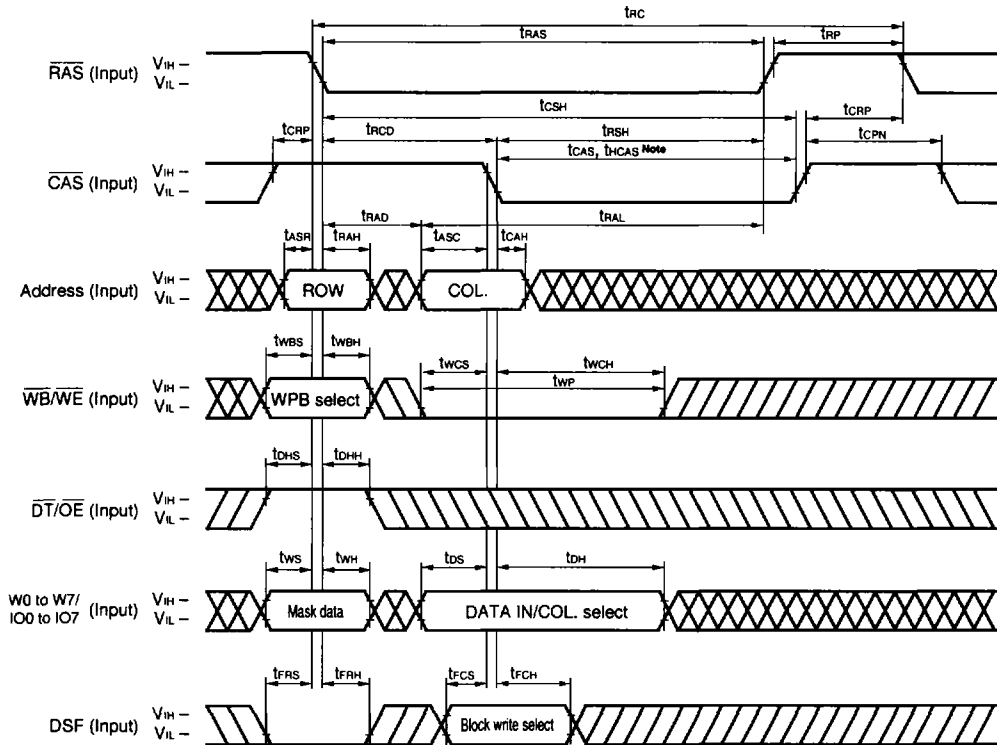 tRC
tRAS tRP
RAS (Input) VIH – VIL –
tCSH tCRP
tCRP tRCD tRSH tCPN
tCAS, tHCAS Note
CAS (Input) VIH – VIL –
tRAD tRAL
tASR tRAH tASC tCAH
Address (Input) VIH – VIL – ROW COL.
tWBS tWBH tWCS tWCH
tWP
WB/WE (Input) VIH – VIL – WPB select
tDHS tDHH
DT/OE (Input) VIH – VIL –
tWS tWH tDS tDH
W0 to W7/ IO0 to IO7 (Input) VIH – VIL – Mask data DATA IN/COL. select
tFRS tFRH tFCS tFCH
DSF (Input) VIH – VIL – Block write select